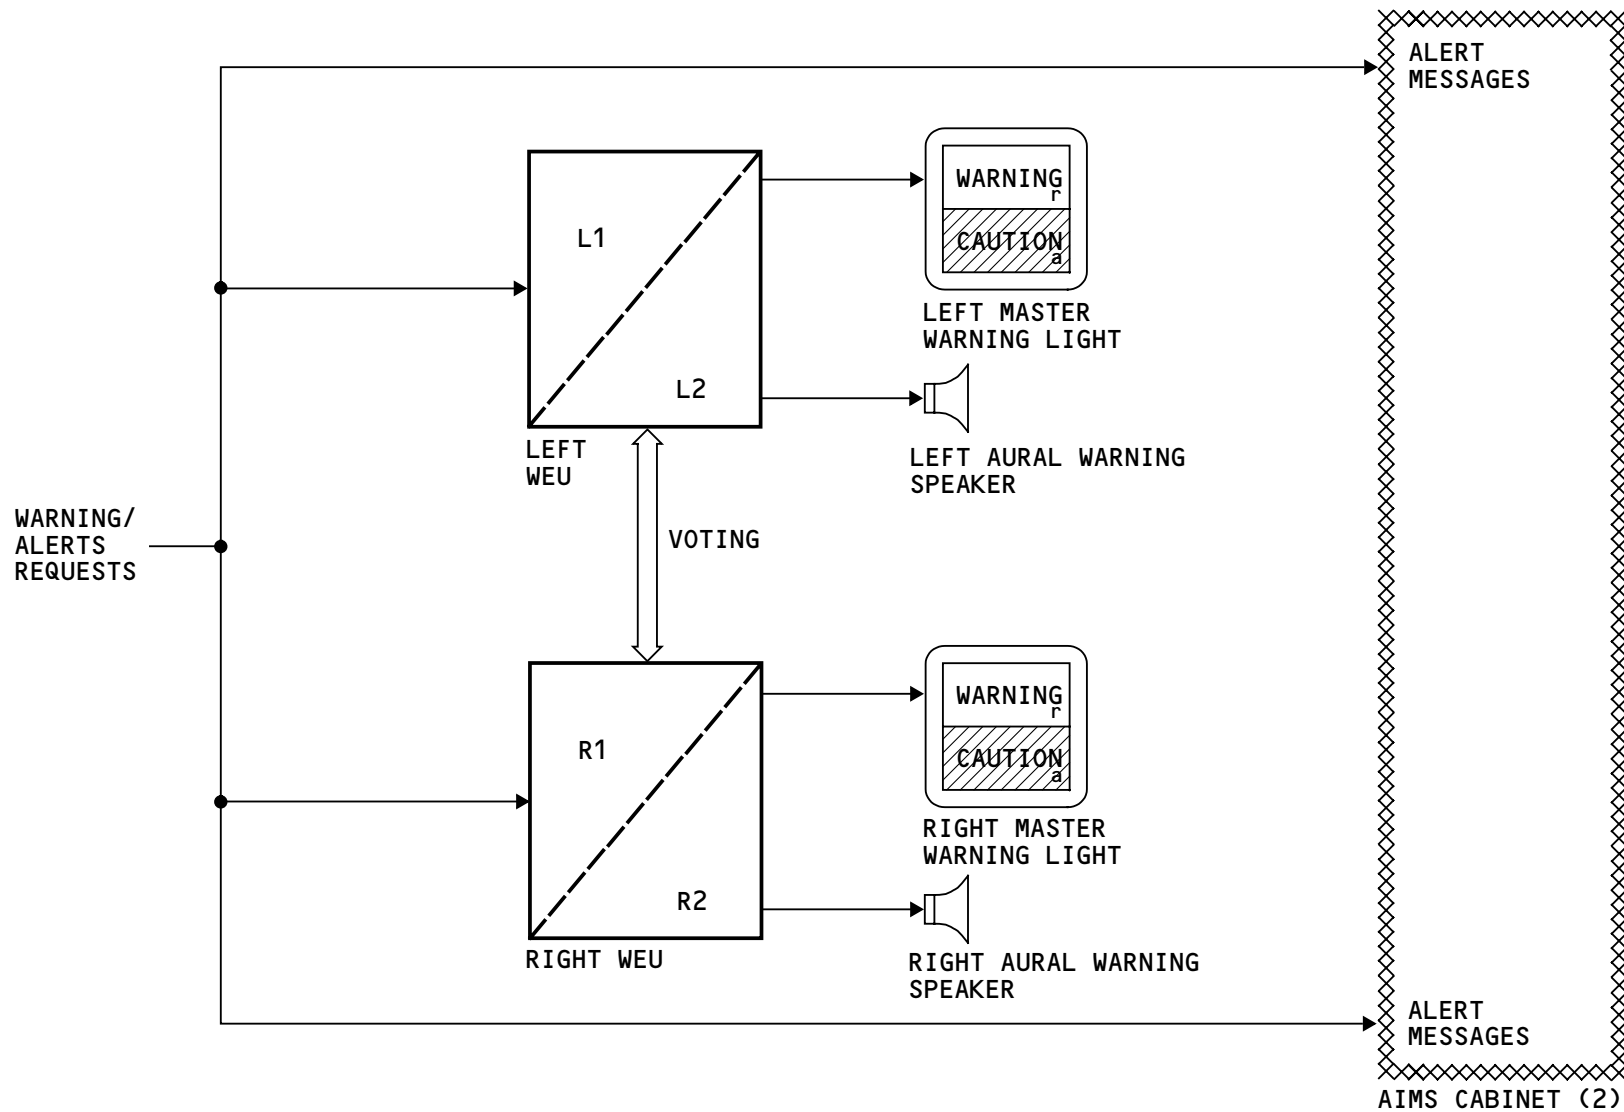 ALERT
MESSAGES
WARNING
r
CAUTION
a
L1
L2
LEFT MASTER
WARNING LIGHT
LEFT
WEU
LEFT AURAL WARNING
SPEAKER
WARNING/
ALERTS
REQUESTS
VOTING
WARNING
r
CAUTION
a
R1
R2
RIGHT MASTER
WARNING LIGHT
RIGHT WEU
RIGHT AURAL WARNING
SPEAKER
ALERT
MESSAGES
AIMS CABINET (2)